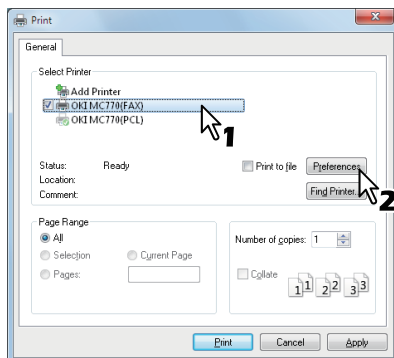 Print
General
Select Printer
Add Printer
OKI MC770(FAX)
OKI MC770(PCL)
1
Status: Ready
Print to file
Preferences
Location:
Comment:
Find Printer...
2
Page Range
All
Selection
Current Page
Pages:
Number of copies: 1
Collate
1 1 2 2 3 3
Print
Cancel
Apply